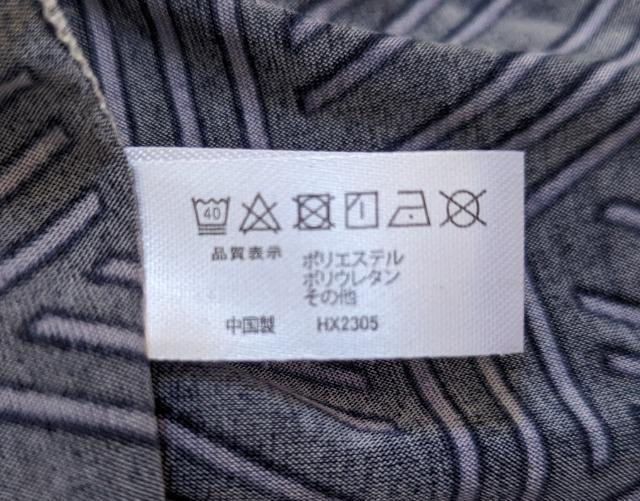 40
品質表示 ポリエステル
ポリウレタン
その他
中国製 HX2305